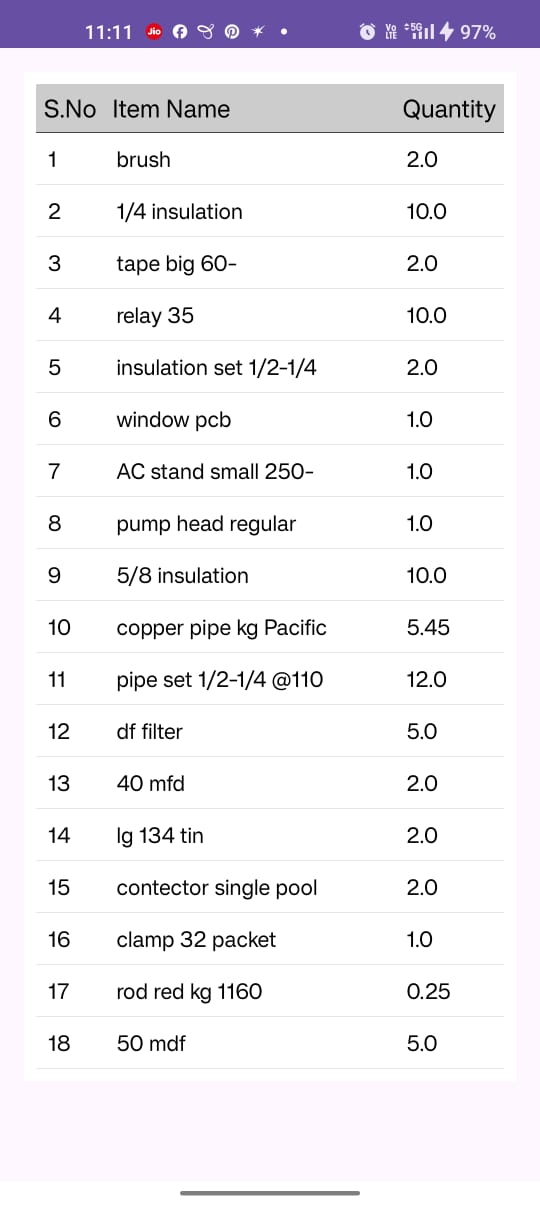 11:11 Jio Vo LTE 5G 97%
S.No Item Name Quantity
1 brush 2.0
2 1/4 insulation 10.0
3 tape big 60- 2.0
4 relay 35 10.0
5 insulation set 1/2-1/4 2.0
6 window pcb 1.0
7 AC stand small 250- 1.0
8 pump head regular 1.0
9 5/8 insulation 10.0
10 copper pipe kg Pacific 5.45
11 pipe set 1/2-1/4 @110 12.0
12 df filter 5.0
13 40 mfd 2.0
14 lg 134 tin 2.0
15 contector single pool 2.0
16 clamp 32 packet 1.0
17 rod red kg 1160 0.25
18 50 mdf 5.0